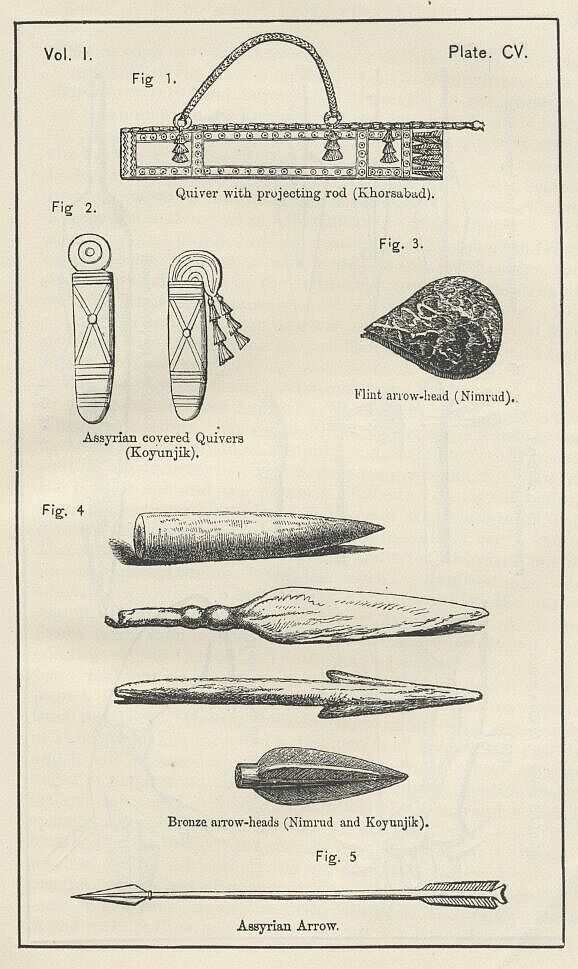 Vol. I.
Plate. CV.
Fig 1.
Quiver with projecting rod (Khorsabad).
Fig 2.
Fig. 3.
Flint arrow-head (Nimrud).
Assyrian covered Quivers
(Koyunjik).
Fig. 4
Bronze arrow-heads (Nimrud and Koyunjik).
Fig. 5
Assyrian Arrow.